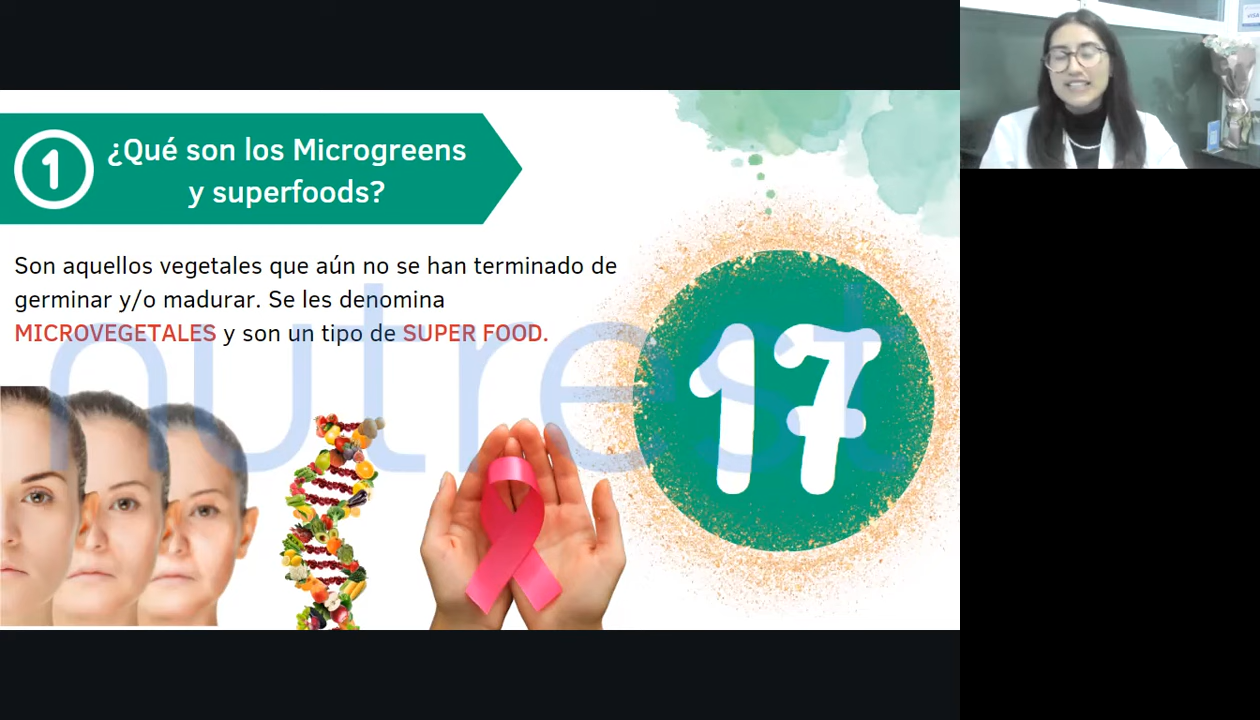 1
¿Qué son los Microgreens
y superfoods?
Son aquellos vegetales que aún no se han terminado de
germinar y/o madurar. Se les denomina
MICROVEGETALES y son un tipo de SUPER FOOD.
nutrest
17